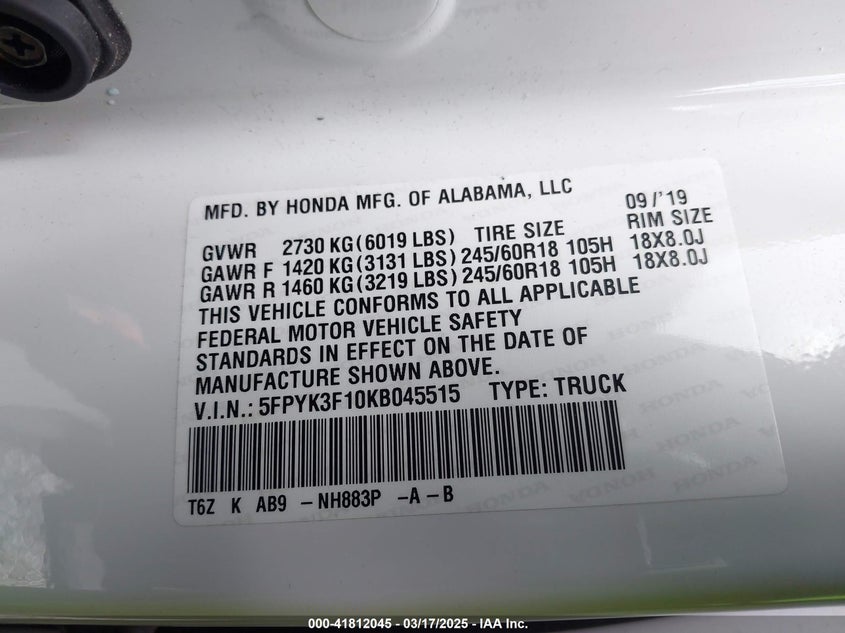 MFD. BY HONDA MFG. OF ALABAMA, LLC 09/'19
GVWR 2730 KG(6019 LBS) TIRE SIZE RIM SIZE
GAWR F 1420 KG(3131 LBS) 245/60R18 105H 18X8.0J
GAWR R 1460 KG(3219 LBS) 245/60R18 105H 18X8.0J
THIS VEHICLE CONFORMS TO ALL APPLICABLE
FEDERAL MOTOR VEHICLE SAFETY
STANDARDS IN EFFECT ON THE DATE OF
MANUFACTURE SHOWN ABOVE.
V.I.N.: 5FPYK3F10KB045515 TYPE: TRUCK
T6Z K AB9 -NH883P -A-B
000-41812045 - 03/17/2025 - IAA Inc.